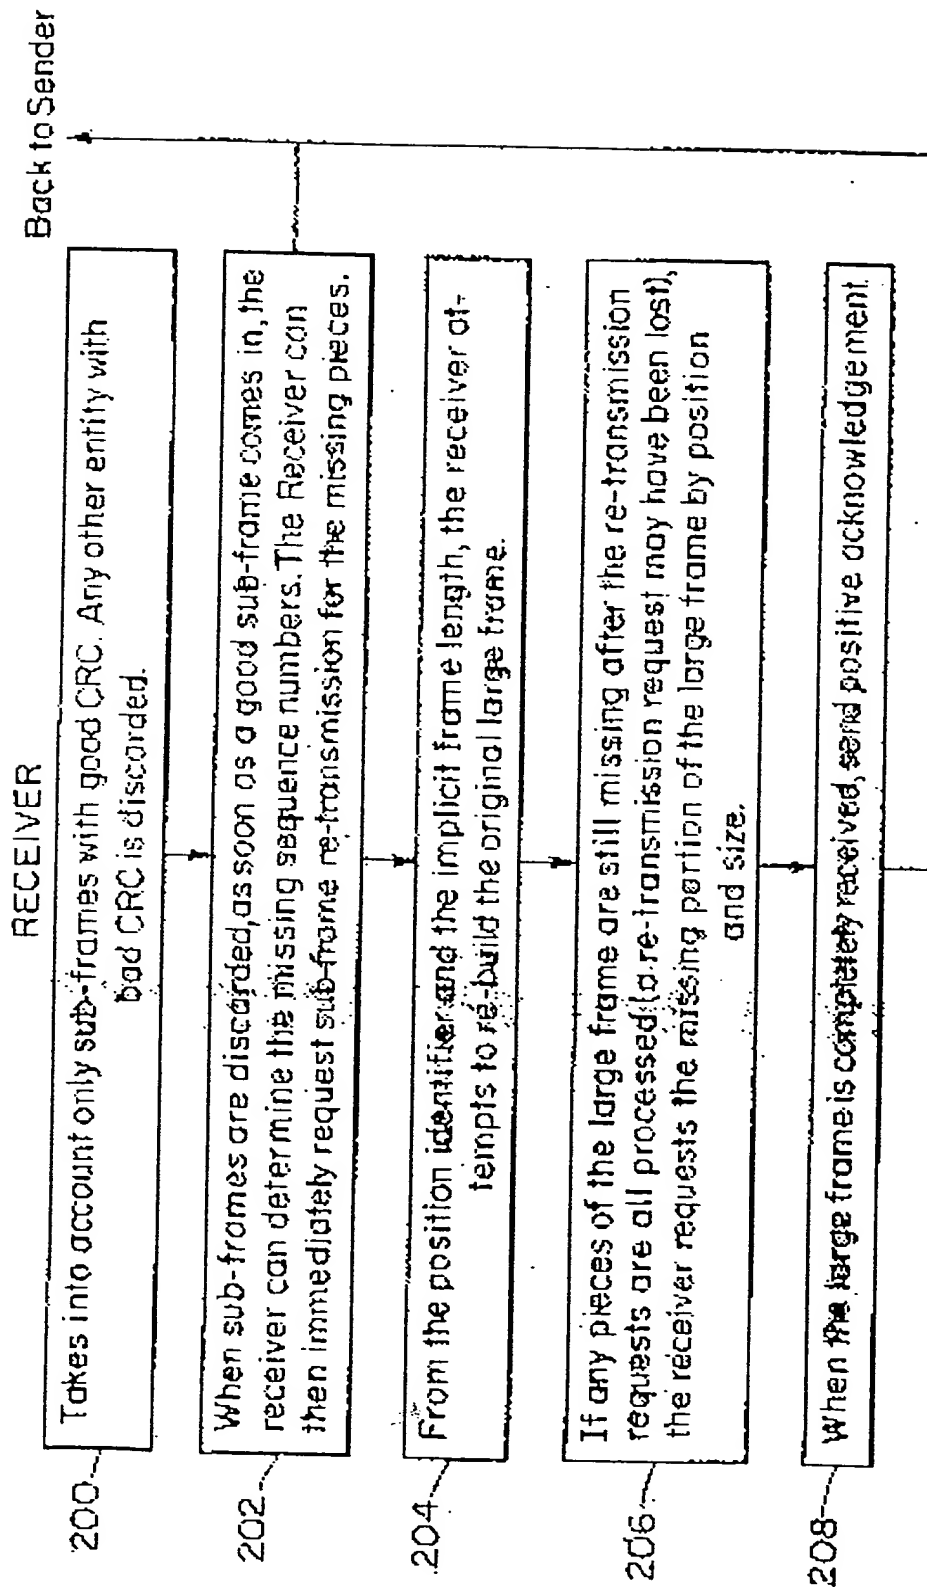 RECEIVER
Back to Sender
200
Takes into account only sub-frames with good CRC. Any other entity with
bad CRC is discarded.
202
When sub-frames are discarded, as soon as a good sub-frame comes in, the
receiver can determine the missing sequence numbers. The Receiver can
then immediately request sub-frame re-transmission for the missing pieces.
204
From the position identifier and the implicit frame length, the receiver at-
tempts to re-build the original large frame.
206
If any pieces of the large frame are still missing after the re-transmission
requests are all processed (a re-transmission request may have been lost),
the receiver requests the missing portion of the large frame by position
and size.
208
When the large frame is completely received, send positive acknowledgement.